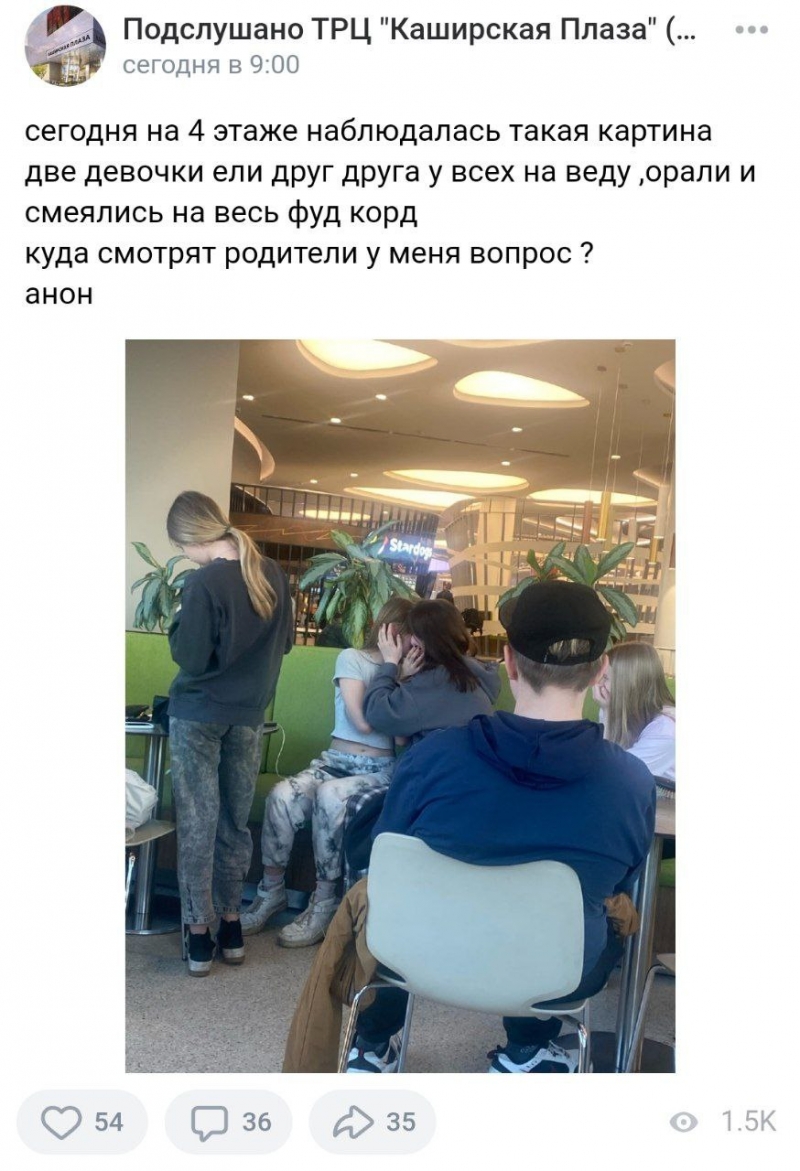 Подслушано ТРЦ "Каширская Плаза" (...
сегодня в 9:00
КАШИРСКАЯ ПЛАЗА
сегодня на 4 этаже наблюдалась такая картина
две девочки ели друг друга у всех на веду ,орали и
смеялись на весь фуд корд
куда смотрят родители у меня вопрос ?
анон
Stardogs
54
36
35
1.5K